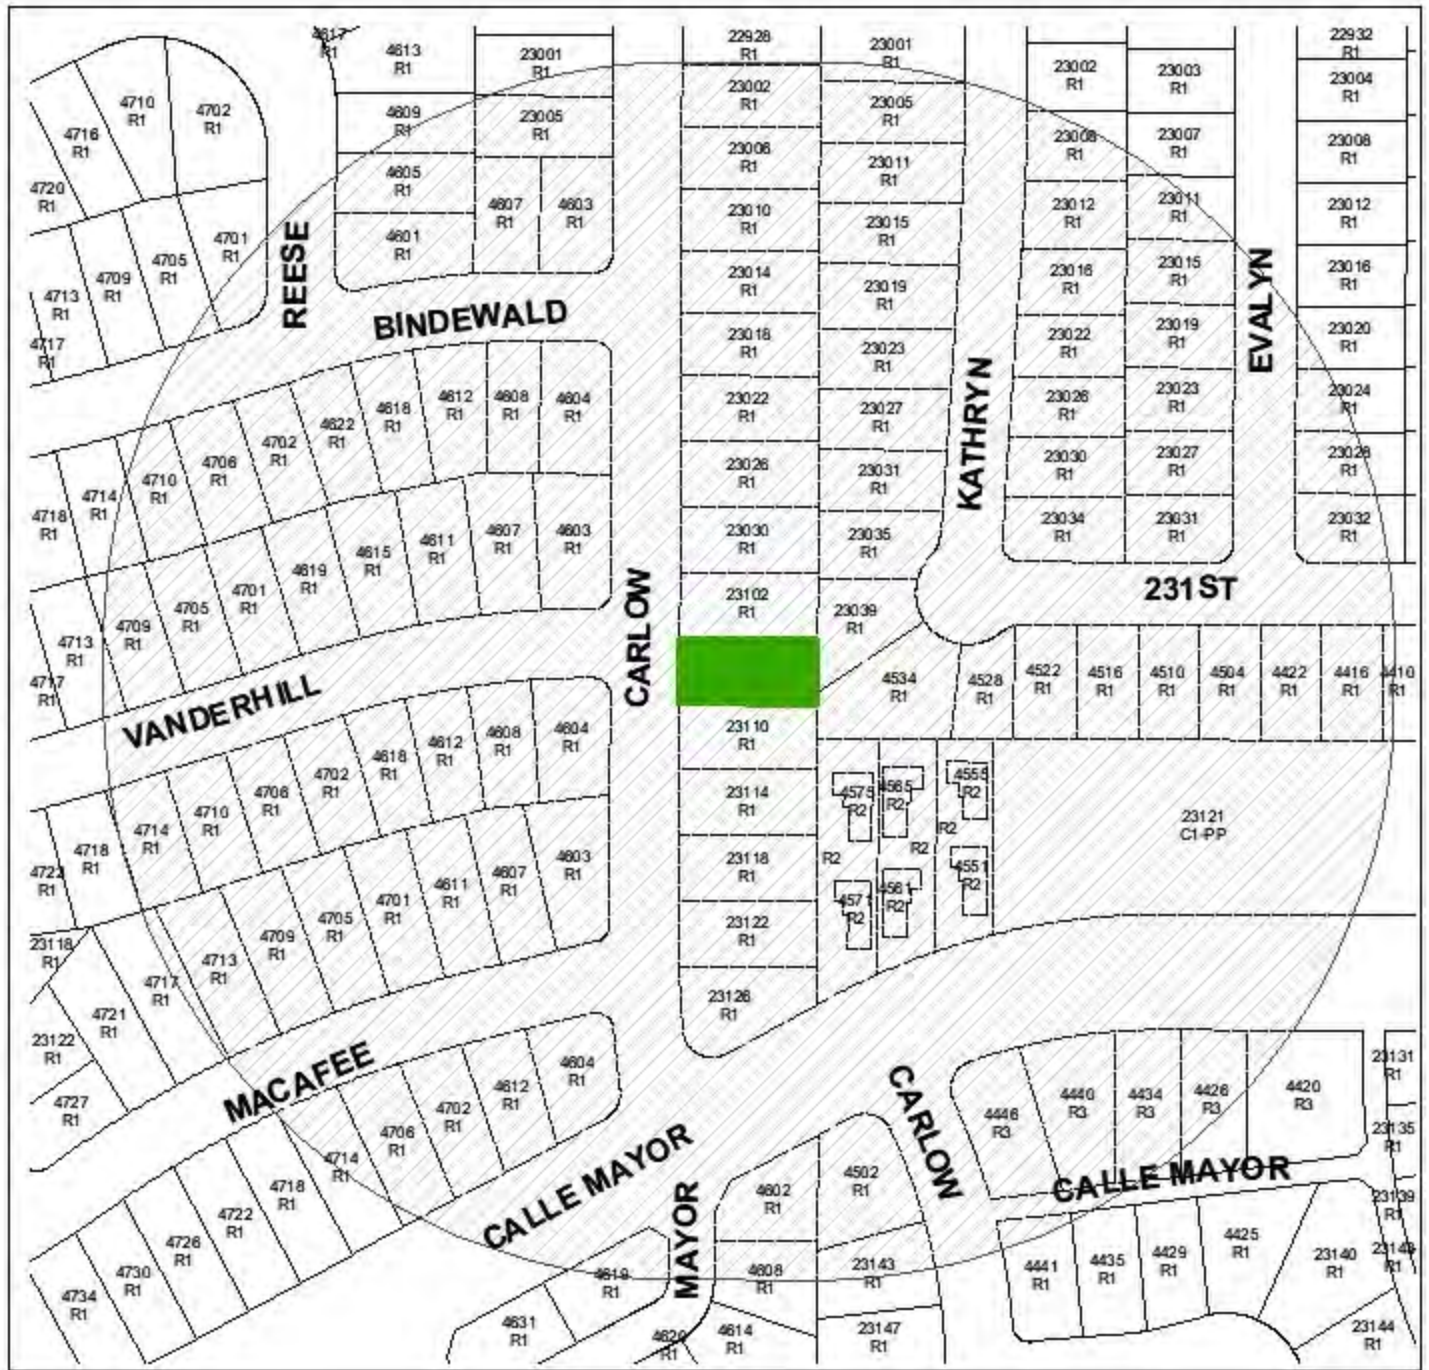 4617
R1
4613
R1
23001
R1
22928
R1
23001
R1
23002
R1
23003
R1
22932
R1
23004
R1
4710
R1
4702
R1
4716
R1
4720
R1
4609
R1
23005
R1
23002
R1
23005
R1
23008
R1
23007
R1
23008
R1
4605
R1
4607
R1
4603
R1
23006
R1
23011
R1
23012
R1
23011
R1
23012
R1
4601
R1
23010
R1
23015
R1
4701
R1
4705
R1
4709
R1
4713
R1
4717
R1
REESE
BINDEWALD
23014
R1
23019
R1
23016
R1
23015
R1
EVALYN
23016
R1
23018
R1
23023
R1
23022
R1
23019
R1
23020
R1
4612
R1
4608
R1
4604
R1
4618
R1
4622
R1
4702
R1
4706
R1
4710
R1
4714
R1
4718
R1
23022
R1
23027
R1
KATHRYN
23026
R1
23023
R1
23024
R1
23026
R1
23031
R1
23030
R1
23027
R1
23028
R1
4603
R1
4607
R1
4611
R1
4615
R1
4619
R1
4701
R1
4705
R1
4709
R1
4713
R1
4717
R1
23030
R1
23035
R1
23034
R1
23031
R1
23032
R1
CARLOW
23102
R1
23039
R1
231ST
VANDERHILL
4534
R1
4528
R1
4522
R1
4516
R1
4510
R1
4504
R1
4422
R1
4416
R1
4410
R1
4604
R1
4608
R1
4612
R1
4618
R1
4702
R1
4706
R1
4710
R1
4714
R1
4718
R1
4722
R1
23110
R1
23114
R1
4575
R2
4565
R2
4555
R2
R2
R2
R2
23121
C1-PP
23118
R1
4571
R2
4561
R2
4551
R2
4603
R1
4607
R1
4611
R1
4701
R1
4705
R1
4709
R1
4713
R1
4717
R1
4721
R1
23118
R1
23122
R1
4727
R1
23122
R1
23126
R1
MACAFEE
4604
R1
4612
R1
4702
R1
4706
R1
4714
R1
4718
R1
4722
R1
4726
R1
4730
R1
4734
R1
CALLE MAYOR
CARLOW
4446
R3
4440
R3
4434
R3
4426
R3
4420
R3
23131
R1
23135
R1
23139
R1
CALLE MAYOR
MAYOR
4602
R1
4502
R1
4608
R1
23143
R1
4441
R1
4435
R1
4429
R1
4425
R1
23140
R1
R1
4619
R1
4631
R1
R1
4614
R1
23147
R1
23144
R1